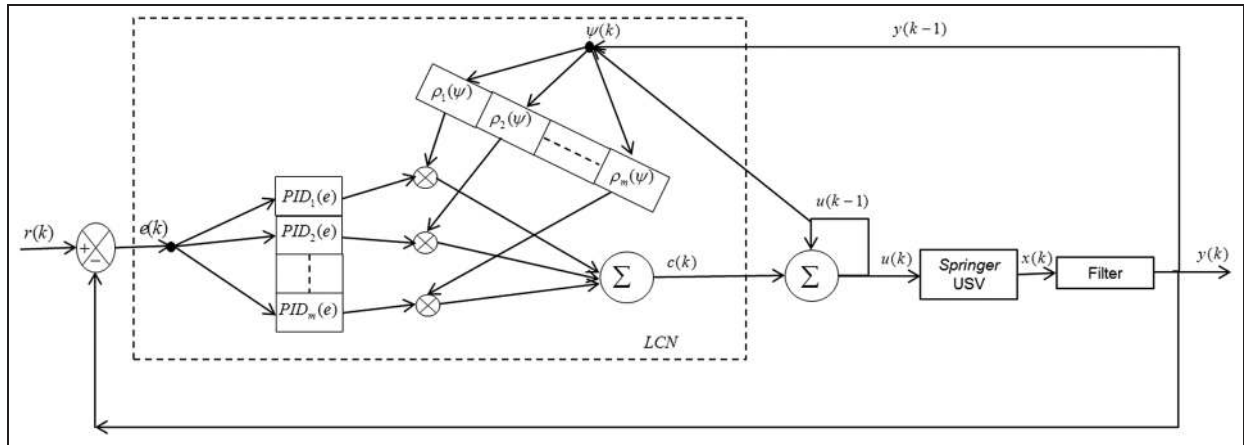 ψ(k)
y(k−1)
ρ₁(ψ)
ρ₂(ψ)
ρₘ(ψ)
PID₁(e)
PID₂(e)
PIDₘ(e)
r(k)
+
−
e(k)
Σ
c(k)
u(k−1)
Σ
u(k)
Springer
USV
x(k)
Filter
y(k)
LCN